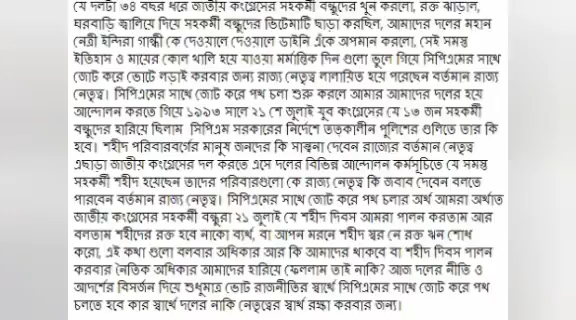 যে দলটা ৩৪ বছর ধরে জাতীয় কংগ্রেসের সহকর্মী বন্ধুদের খুন করলো, রক্ত ঝাড়াল,
ঘরবাড়ি জ্বালিয়ে দিয়ে সহকর্মী বন্ধুদের ভিটেমাটি ছাড়া করছিল, আমাদের দলের মহান
নেত্রী ইন্দিরা গান্ধী কে দেওয়ালে দেওয়ালে ডাইনি এঁকে অপমান করলো, সেই সমস্ত
ইতিহাস ও মায়ের কোল খালি হয়ে যাওয়া মর্মান্তিক দিন গুলো ভুলে গিয়ে সিপিএমের সাথে
জোট করে ভোটে লড়াই করবার জন্য রাজ্য নেতৃত্ব লালায়িত হয়ে পরেছেন বর্তমান রাজ্য
নেতৃত্ব। সিপিএমের সাথে জোট করে পথ চলা শুরু করলে আমার আমাদের দলের হয়ে
আন্দোলন করতে গিয়ে ১৯৯৩ সালে ২১ শে জুলাই যুব কংগ্রেসের যে ১৩ জন সহকর্মী
বন্ধুদের হারিয়ে ছিলাম সিপিএম সরকারের নির্দেশে তত্কালীন পুলিশের গুলিতে তার কি
হবে। শহীদ পরিবারবর্গের মানুষ জনদের কি সান্ত্বনা দেবেন রাজ্যের বর্তমান নেতৃত্ব
এছাড়া জাতীয় কংগ্রেসের দল করতে এসে দলের বিভিন্ন আন্দোলন কর্মসূচিতে যে সমস্ত
সহকর্মী শহীদ হয়েছেন তাদের পরিবারগুলো কে রাজ্য নেতৃত্ব কি জবাব দেবেন বলতে
পারবেন বর্তমান রাজ্য নেতৃত্ব। সিপিএমের সাথে জোট করে পথ চলার অর্থ আমরা অর্থাত
জাতীয় কংগ্রেসের সহকর্মী বন্ধুরা ২১ জুলাই যে শহীদ দিবস আমরা পালন করতাম আর
বলতাম শহীদের রক্ত হবে নাকো ব্যর্থ, বা আপন মরনে শহীদ স্বর নে রক্ত ঋন শোধ
করো, এই কথা গুলো বলবার অধিকার আর কি আমাদের থাকবে বা শহীদ দিবস পালন
করবার নৈতিক অধিকার আমাদের হারিয়ে ফেললাম তাই নাকি? আজ দলের নীতি ও
আদর্শের বিসর্জন দিয়ে শুধুমাত্র ভোট রাজনীতির স্বার্থে সিপিএমের সাথে জোট করে পথ
চলতে হবে কার স্বার্থে দলের নাকি নেতৃত্বের স্বার্থ রক্ষা করবার জন্য।